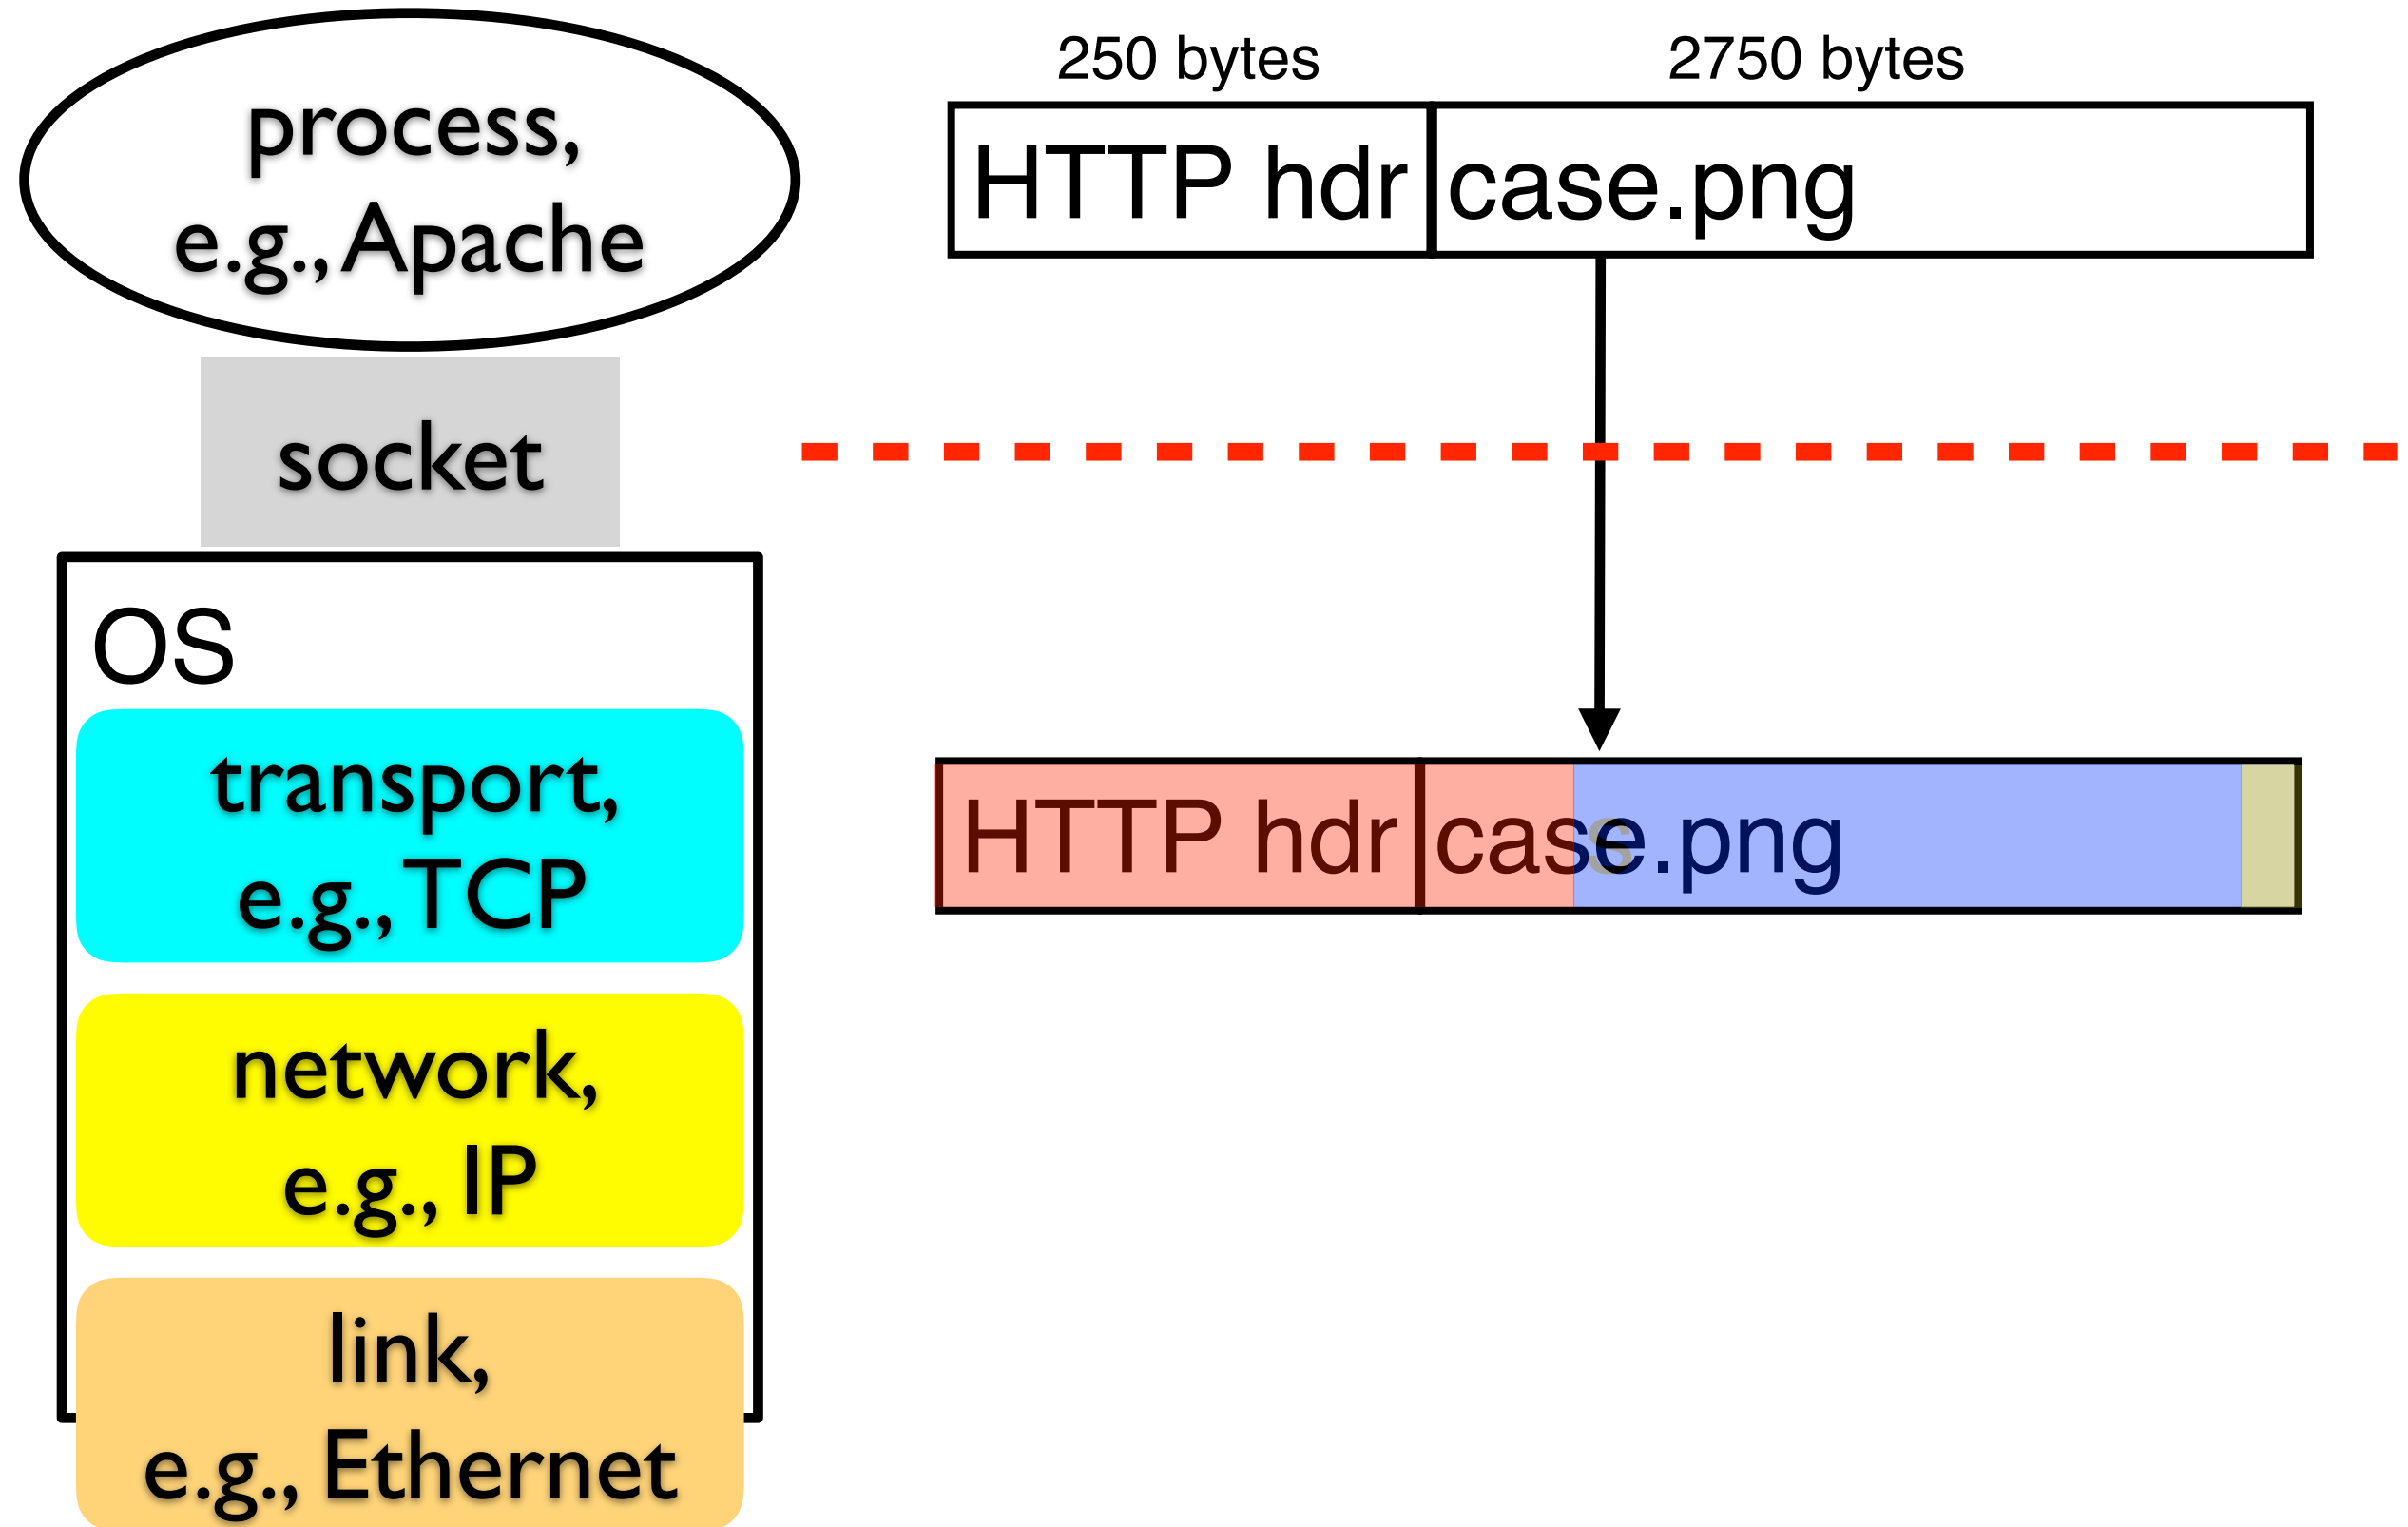 process,
e.g., Apache
socket
OS
transport,
e.g., TCP
network,
e.g., IP
link,
e.g., Ethernet
250 bytes
2750 bytes
HTTP hdr
case.png
HTTP hdr
case.png